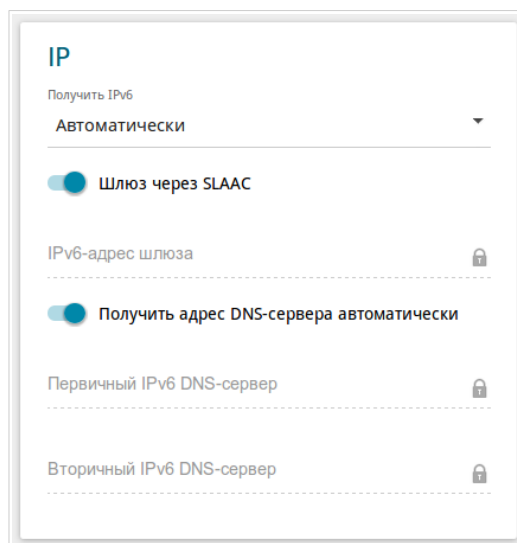 IP
Получить IPv6
Автоматически
Шлюз через SLAAC
IPv6-адрес шлюза
Получить адрес DNS-сервера автоматически
Первичный IPv6 DNS-сервер
Вторичный IPv6 DNS-сервер